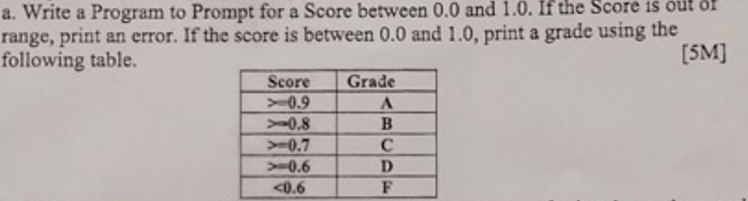 a. Write a Program to Prompt for a Score between 0.0 and 1.0. If the Score is out of
range, print an error. If the score is between 0.0 and 1.0, print a grade using the
following table. [5M]
Score Grade
>=0.9 A
>=0.8 B
>=0.7 C
>=0.6 D
<0.6 F